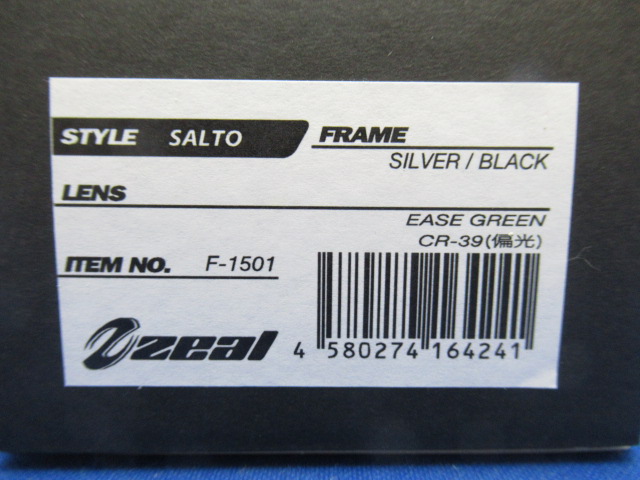 STYLE SALTO FRAME
SILVER / BLACK
LENS
EASE GREEN
CR-39(偏光)
ITEM NO. F-1501
zeal
4 580274 164241